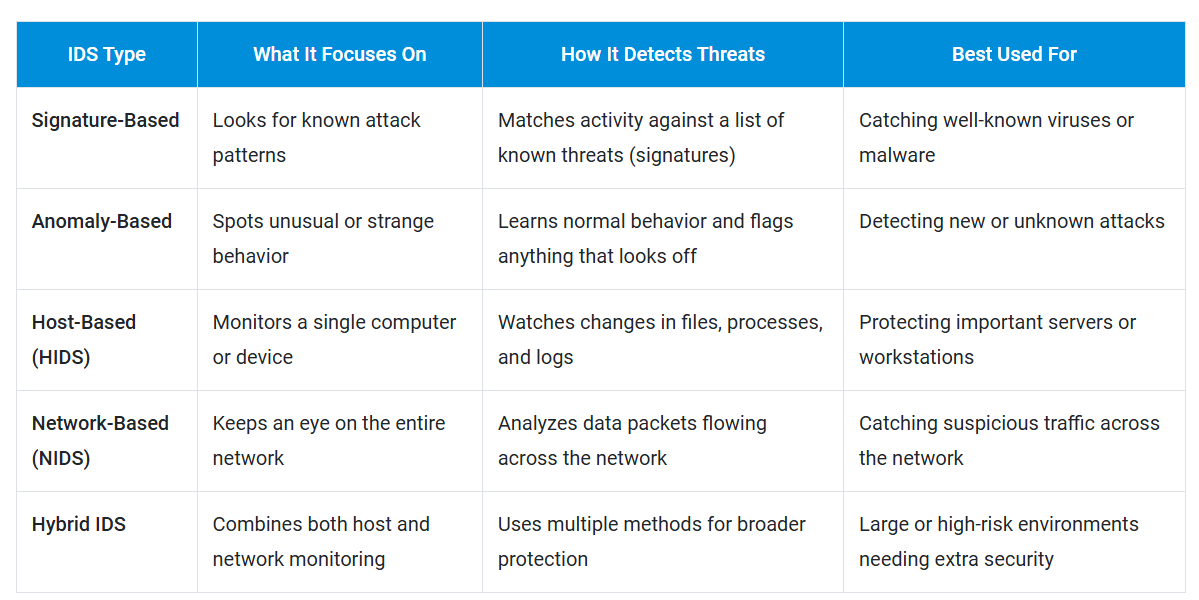 IDS Type
What It Focuses On
How It Detects Threats
Best Used For
Signature-Based
Looks for known attack
patterns
Matches activity against a list of
known threats (signatures)
Catching well-known viruses or
malware
Anomaly-Based
Spots unusual or strange
behavior
Learns normal behavior and flags
anything that looks off
Detecting new or unknown attacks
Host-Based
(HIDS)
Monitors a single computer
or device
Watches changes in files, processes,
and logs
Protecting important servers or
workstations
Network-Based
(NIDS)
Keeps an eye on the entire
network
Analyzes data packets flowing
across the network
Catching suspicious traffic across
the network
Hybrid IDS
Combines both host and
network monitoring
Uses multiple methods for broader
protection
Large or high-risk environments
needing extra security